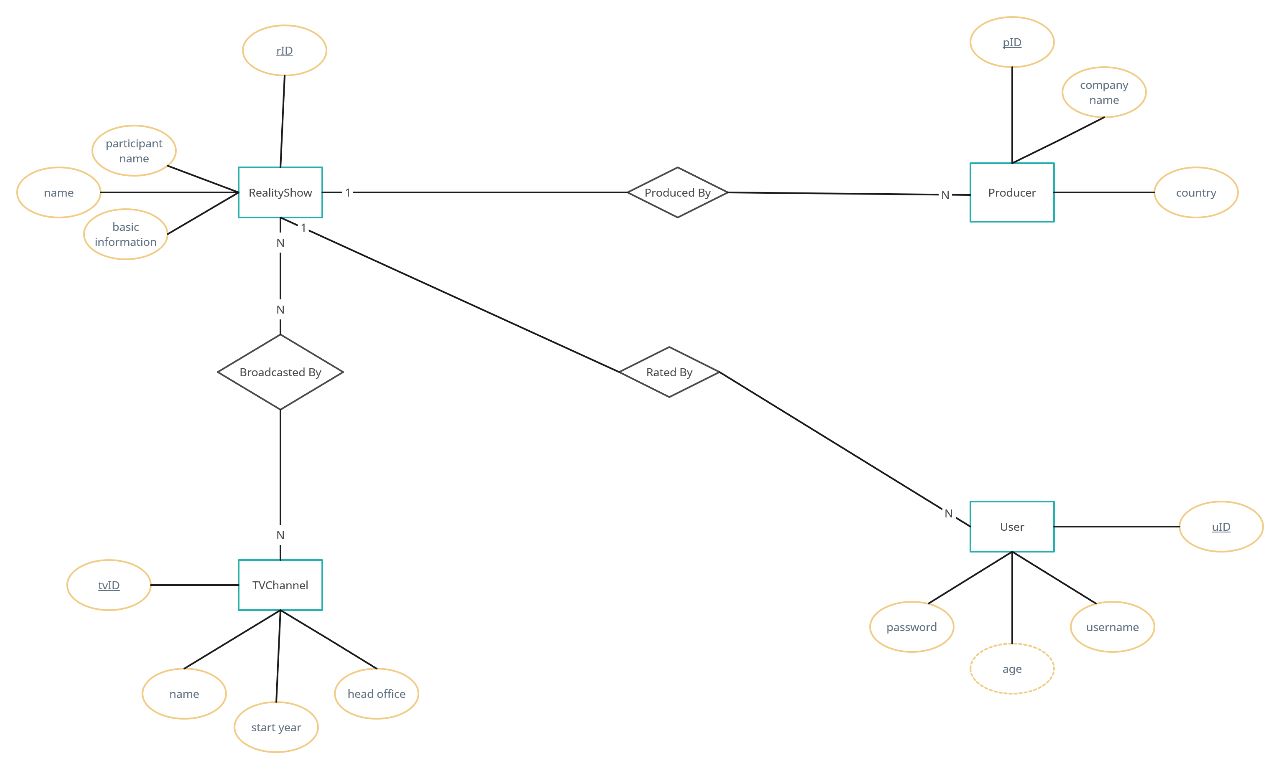 rID
pID
company
name
participant
name
name
RealityShow
1
Produced By
N
Producer
country
basic
information
1
N
N
Broadcasted By
Rated By
N
N
User
uID
tvID
TVChannel
password
username
age
name
head office
start year